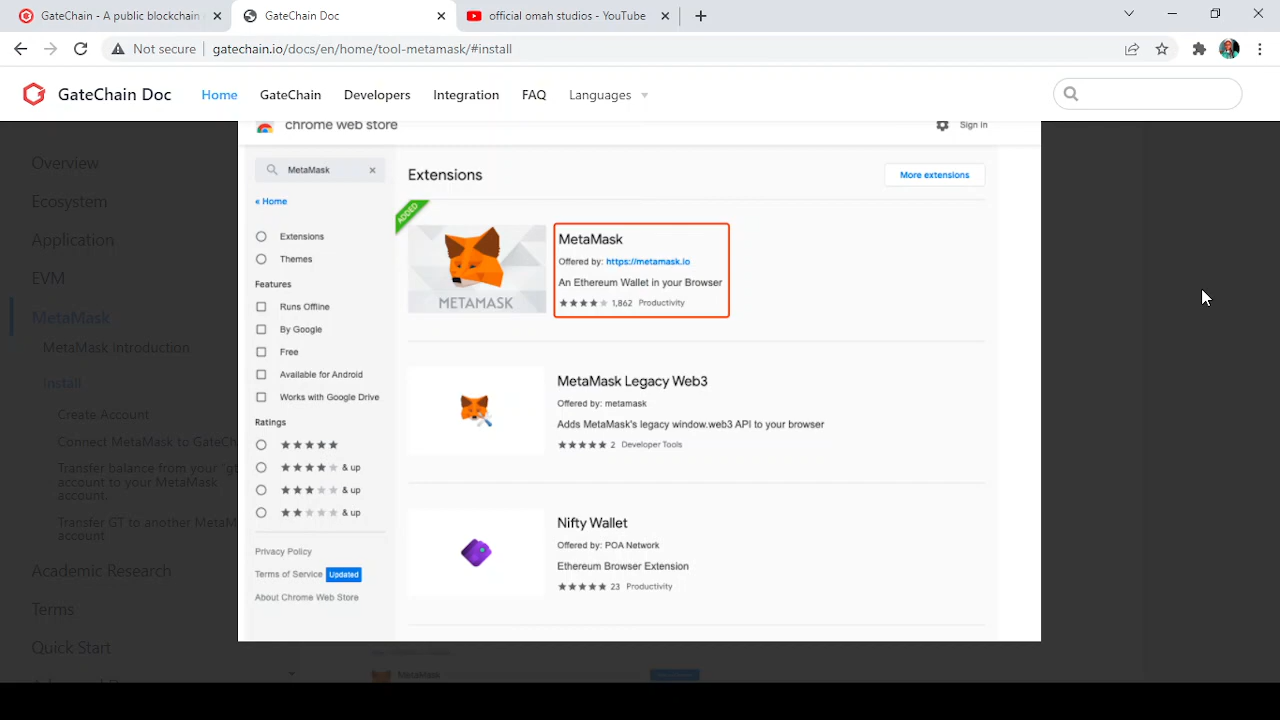 GateChain - A public blockchain
GateChain Doc
official omah studios - YouTube
Not secure
gatechain.io/docs/en/home/tool-metamask/#install
GateChain Doc
Home
GateChain
Developers
Integration
FAQ
Languages
Overview
Ecosystem
Application
EVM
MetaMask
MetaMask Introduction
Install
Create Account
Connect MetaMask to GateCh
Transfer balance from your "gt
account to your MetaMask
account.
Transfer GT to another MetaM
account
Academic Research
Terms
Quick Start
chrome web store
Sign in
MetaMask
« Home
Extensions
Themes
Features
Runs Offline
By Google
Free
Available for Android
Works with Google Drive
Ratings
& up
& up
& up
Privacy Policy
Terms of Service Updated
About Chrome Web Store
Extensions
More extensions
ADDED
METAMASK
MetaMask
Offered by: https://metamask.io
An Ethereum Wallet in your Browser
1,862 Productivity
MetaMask Legacy Web3
Offered by: metamask
Adds MetaMask's legacy window.web3 API to your browser
2 Developer Tools
Nifty Wallet
Offered by: POA Network
Ethereum Browser Extension
23 Productivity
MetaMask